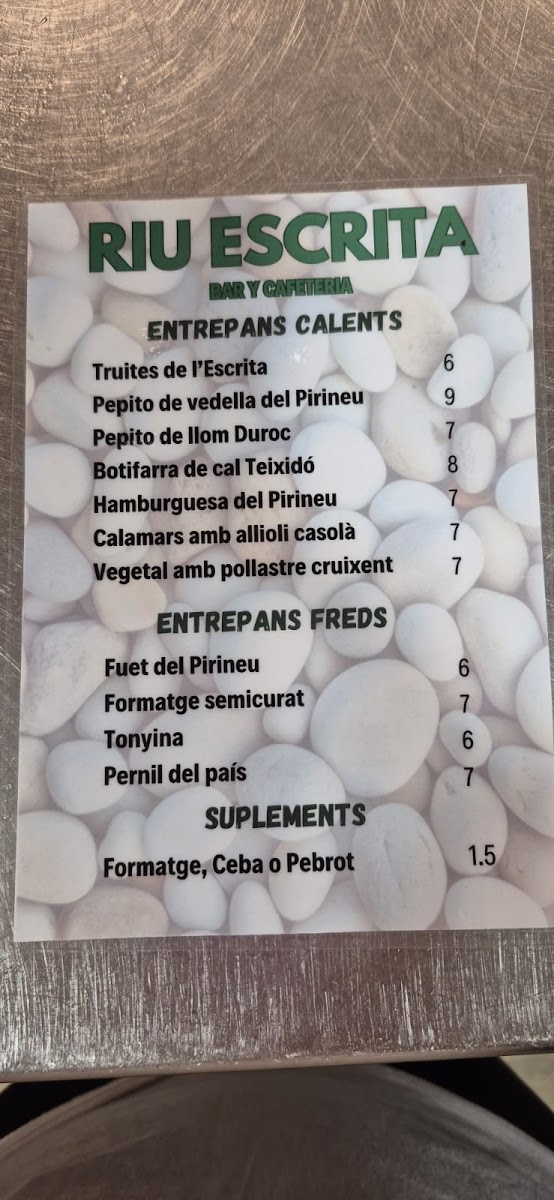 RIU ESCRITA
BAR Y CAFETERIA
ENTREPANS CALENTS
Truites de l'Escrita 6
Pepito de vedella del Pirineu 9
Pepito de llom Duroc 7
Botifarra de cal Teixidó 8
Hamburguesa del Pirineu 7
Calamars amb allioli casolà 7
Vegetal amb pollastre cruixent 7
ENTREPANS FREDS
Fuet del Pirineu 6
Formatge semicurat 7
Tonyina 6
Pernil del país 7
SUPLEMENTS
Formatge, Ceba o Pebrot 1.5